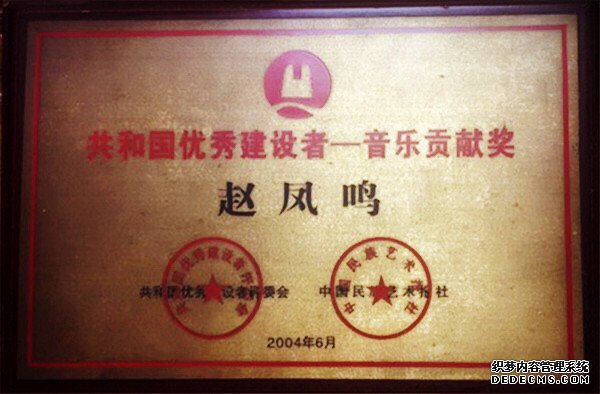 共和国优秀建设者—音乐贡献奖
赵凤鸣
共和国优秀建设者评委会 中国民族艺术报社
2004年6月
织梦内容管理系统
DEDECMS.COM